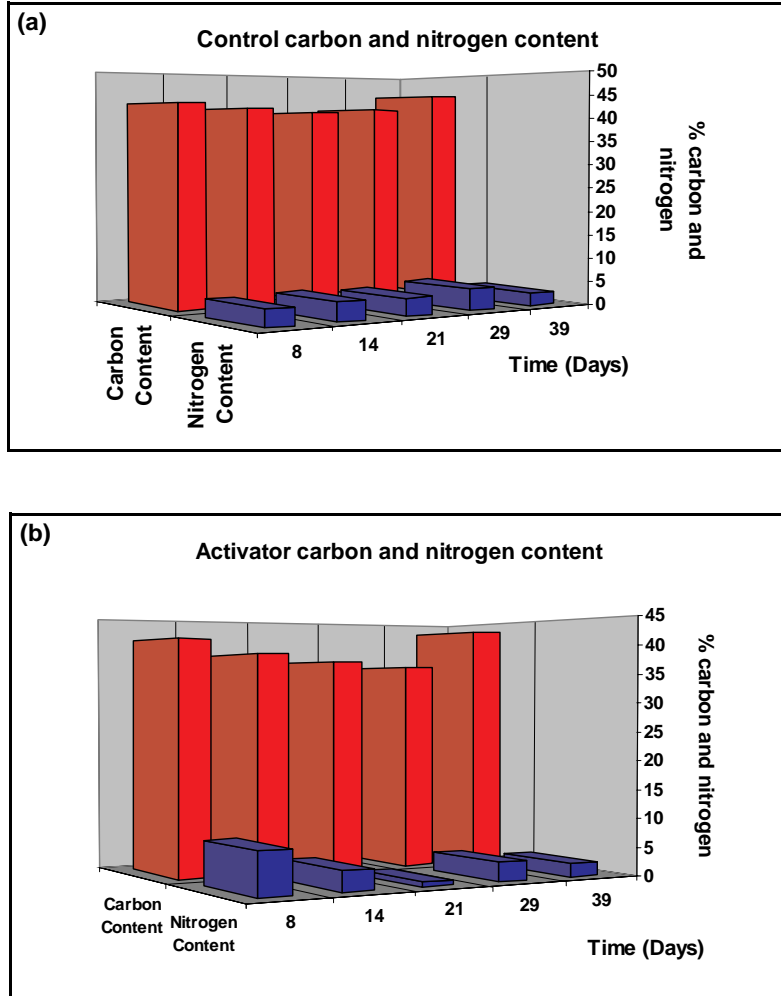 (a)
Control carbon and nitrogen content
50
45
40
35
30
25
20
15
10
5
0
% carbon and
nitrogen
8
14
21
29
39
Time (Days)
Carbon
Content
Nitrogen
Content
(b)
Activator carbon and nitrogen content
45
40
35
30
25
20
15
10
5
0
% carbon and nitrogen
8
14
21
29
39
Time (Days)
Carbon
Content
Nitrogen
Content